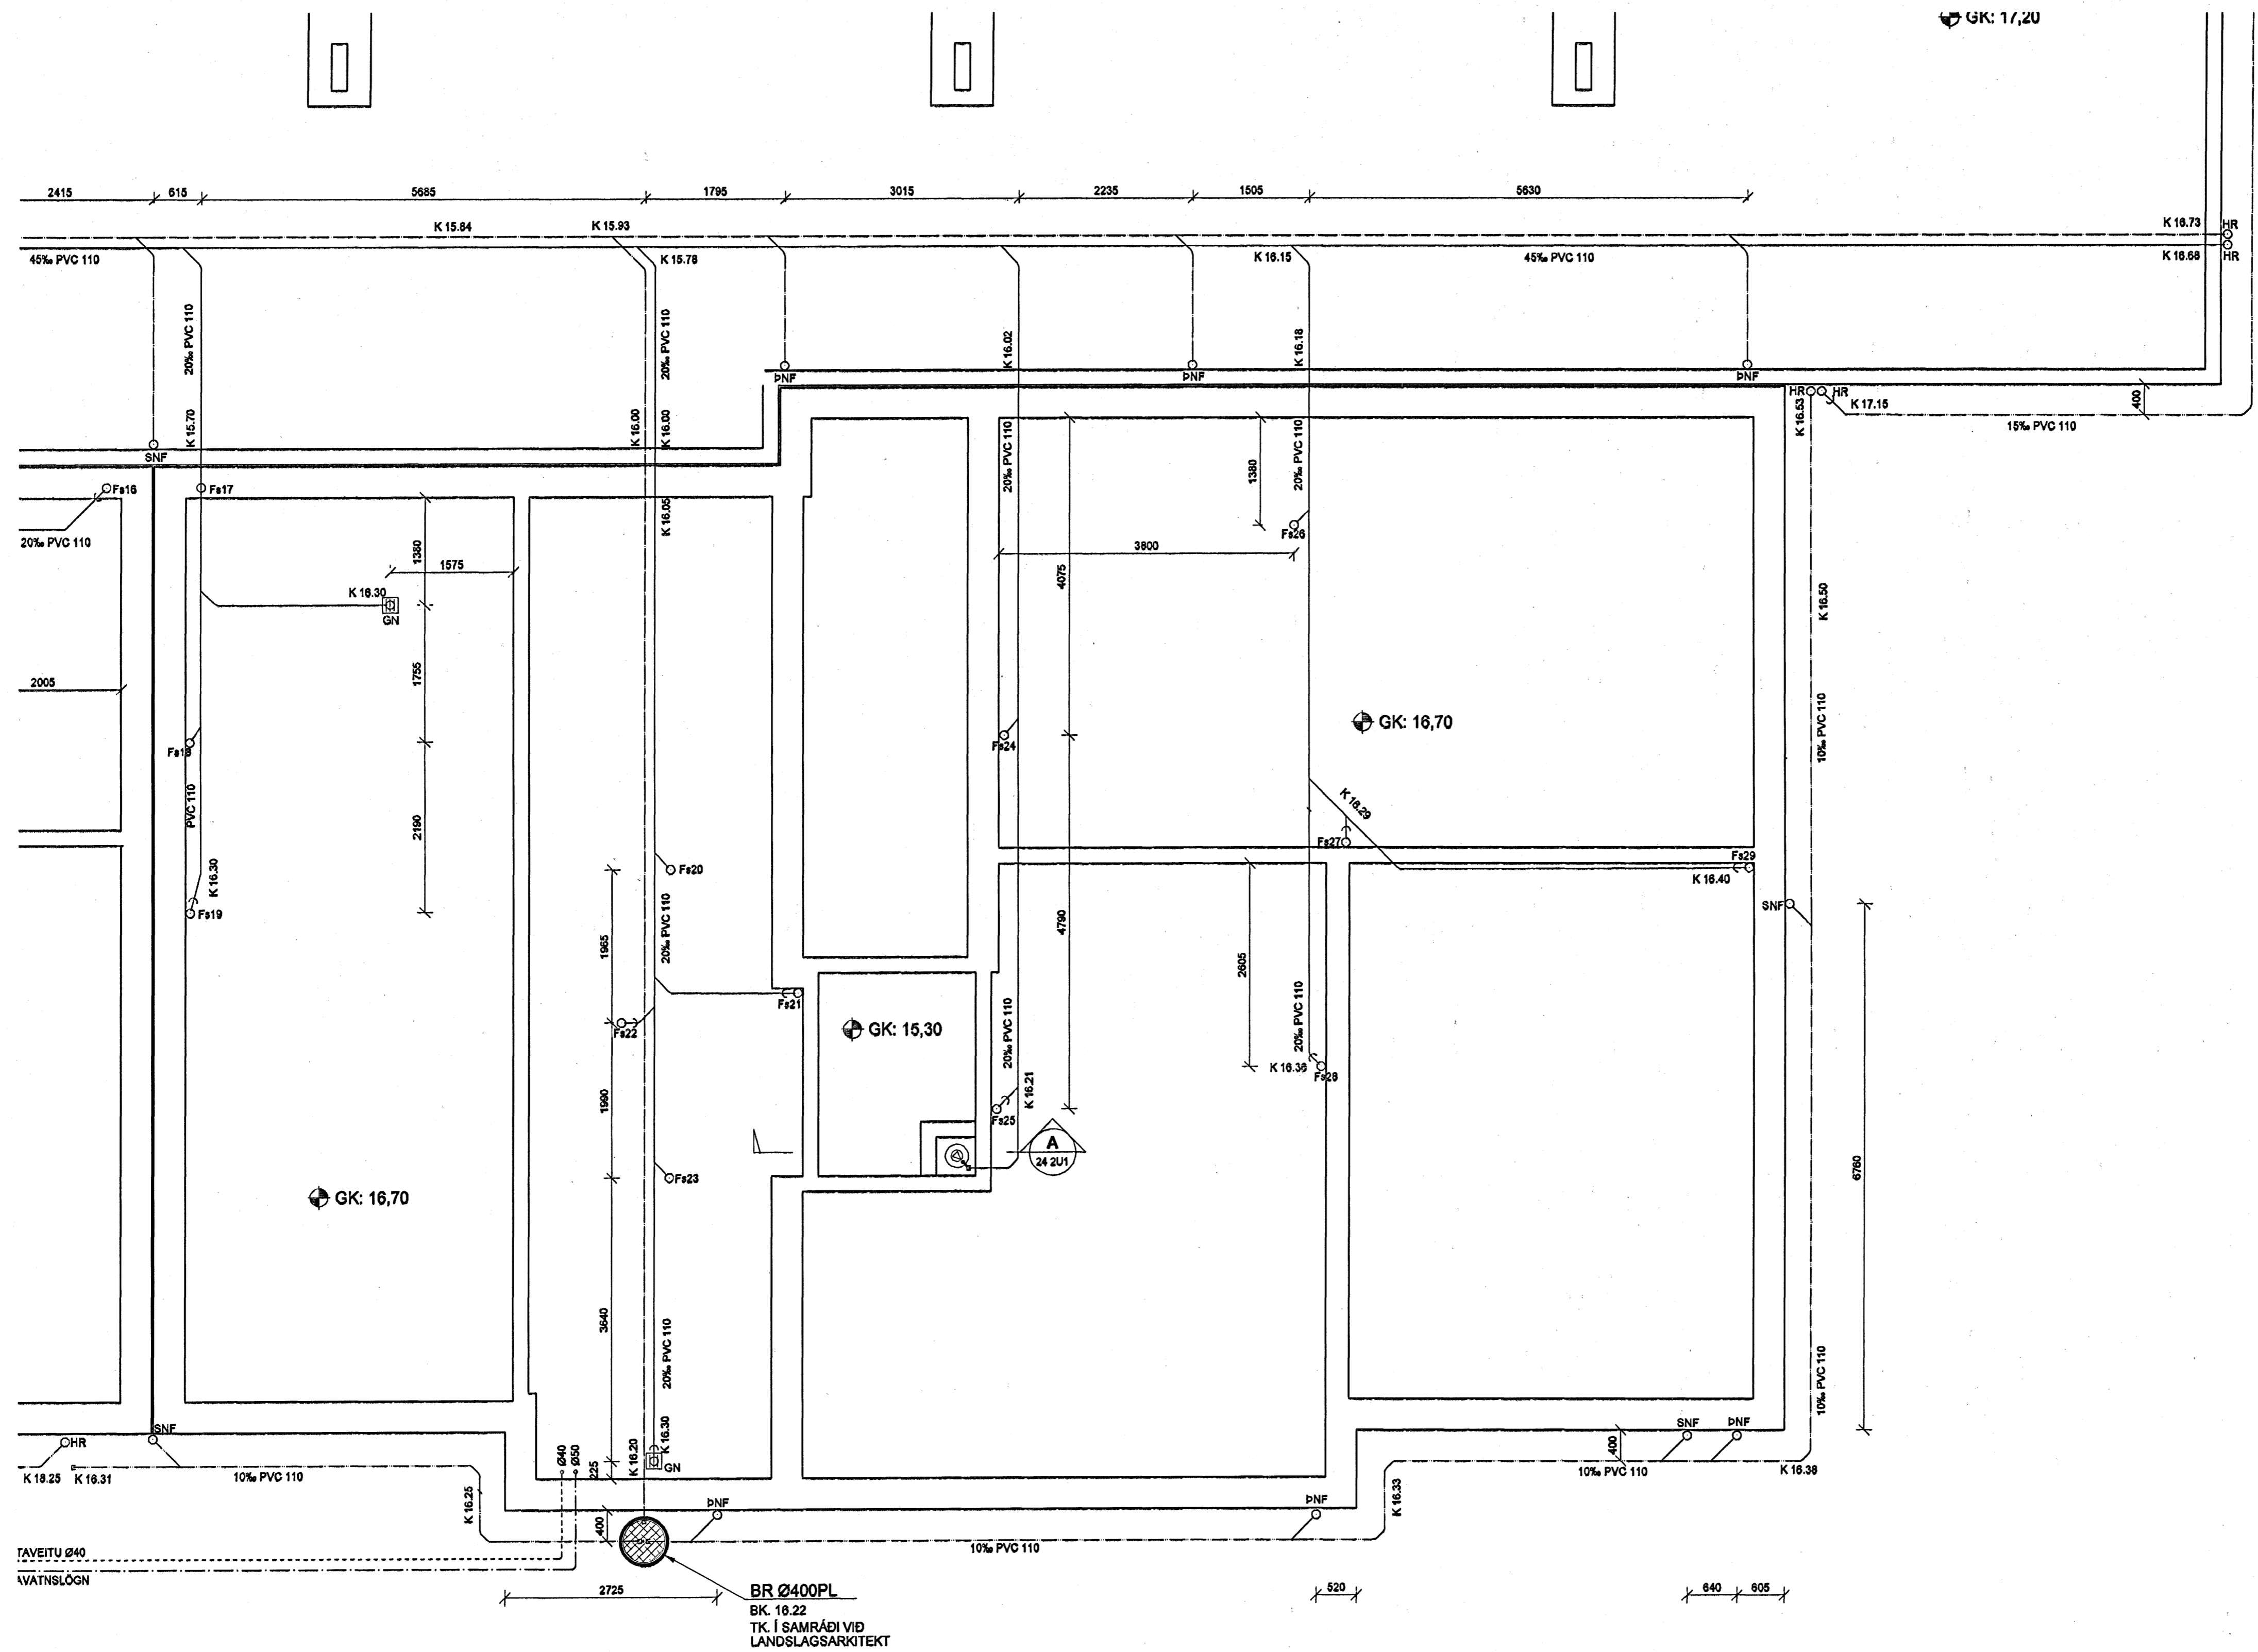 GK: 17,20
2415
615
5685
1795
3015
2235
1505
5630
K 15.84
K 15.93
K 16.73
HR
45‰ PVC 110
K 15.78
K 16.15
45‰ PVC 110
K 16.68
HR
20‰ PVC 110
20‰ PVC 110
K 16.02
K 16.18
ÞNF
ÞNF
ÞNF
HR
HR
K 17.15
400
15‰ PVC 110
K 15.70
K 16.00
K 16.00
K 16.53
SNF
Fs16
Fs17
20‰ PVC 110
20‰ PVC 110
1380
20‰ PVC 110
K 16.05
Fs26
1380
1575
3800
4075
K 16.30
GN
K 16.50
2005
1755
GK: 16,70
10‰ PVC 110
Fs18
Fs24
PVC 110
2190
K 16.29
Fs27
Fs29
K 16.40
K 16.30
Fs19
Fs20
SNF
1965
20‰ PVC 110
4790
2605
Fs21
Fs22
GK: 15,30
20‰ PVC 110
20‰ PVC 110
K 16.36
Fs28
1990
K 16.21
Fs25
A
24 2U1
GK: 16,70
Fs23
6760
3640
20‰ PVC 110
10‰ PVC 110
HR
SNF
K 16.30
K 16.20
GN
Ø40
Ø50
225
SNF
ÞNF
400
K 16.25
K 16.31
10‰ PVC 110
10‰ PVC 110
K 16.38
K 16.25
400
ÞNF
ÞNF
K 16.33
10‰ PVC 110
TAVEITU Ø40
AVATNSLÖGN
2725
520
640
605
BR Ø400PL
BK. 16.22
TK. Í SAMRÁÐI VIÐ
LANDSLAGSARKITEKT